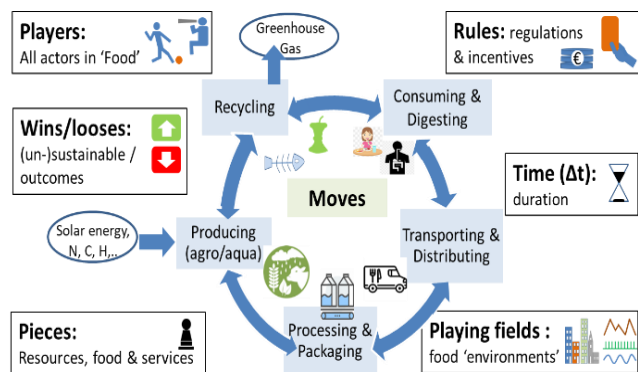 Players:
All actors in ‘Food’
Greenhouse
Gas
Rules: regulations
& incentives
€
Recycling
Consuming &
Digesting
Wins/looses:
(un-)sustainable /
outcomes
Moves
Time (Δt):
duration
Solar energy,
N, C, H,..
Producing
(agro/aqua)
Transporting &
Distributing
Processing &
Packaging
Pieces:
Resources, food & services
Playing fields :
food ‘environments’